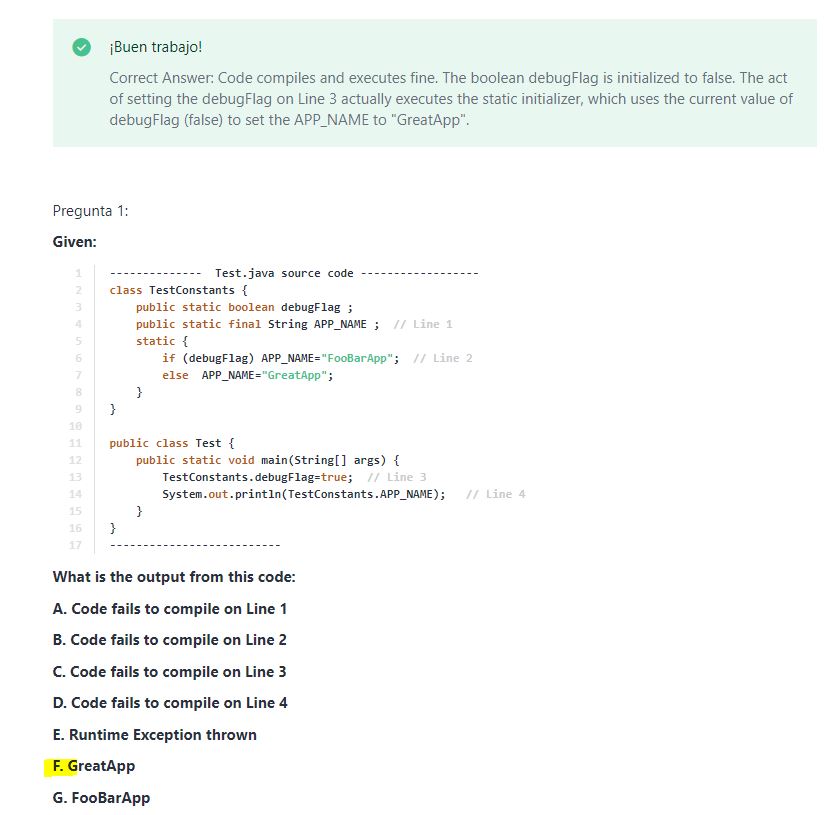 ¡Buen trabajo!
Correct Answer: Code compiles and executes fine. The boolean debugFlag is initialized to false. The act
of setting the debugFlag on Line 3 actually executes the static initializer, which uses the current value of
debugFlag (false) to set the APP_NAME to "GreatApp".
Pregunta 1:
Given:
1 -------------- Test.java source code ------------------
2 class TestConstants {
3 public static boolean debugFlag ;
4 public static final String APP_NAME ; // Line 1
5 static {
6 if (debugFlag) APP_NAME="FooBarApp"; // Line 2
7 else APP_NAME="GreatApp";
8 }
9 }
10
11 public class Test {
12 public static void main(String[] args) {
13 TestConstants.debugFlag=true; // Line 3
14 System.out.println(TestConstants.APP_NAME); // Line 4
15 }
16 }
17 --------------------------
What is the output from this code:
A. Code fails to compile on Line 1
B. Code fails to compile on Line 2
C. Code fails to compile on Line 3
D. Code fails to compile on Line 4
E. Runtime Exception thrown
F. GreatApp
G. FooBarApp